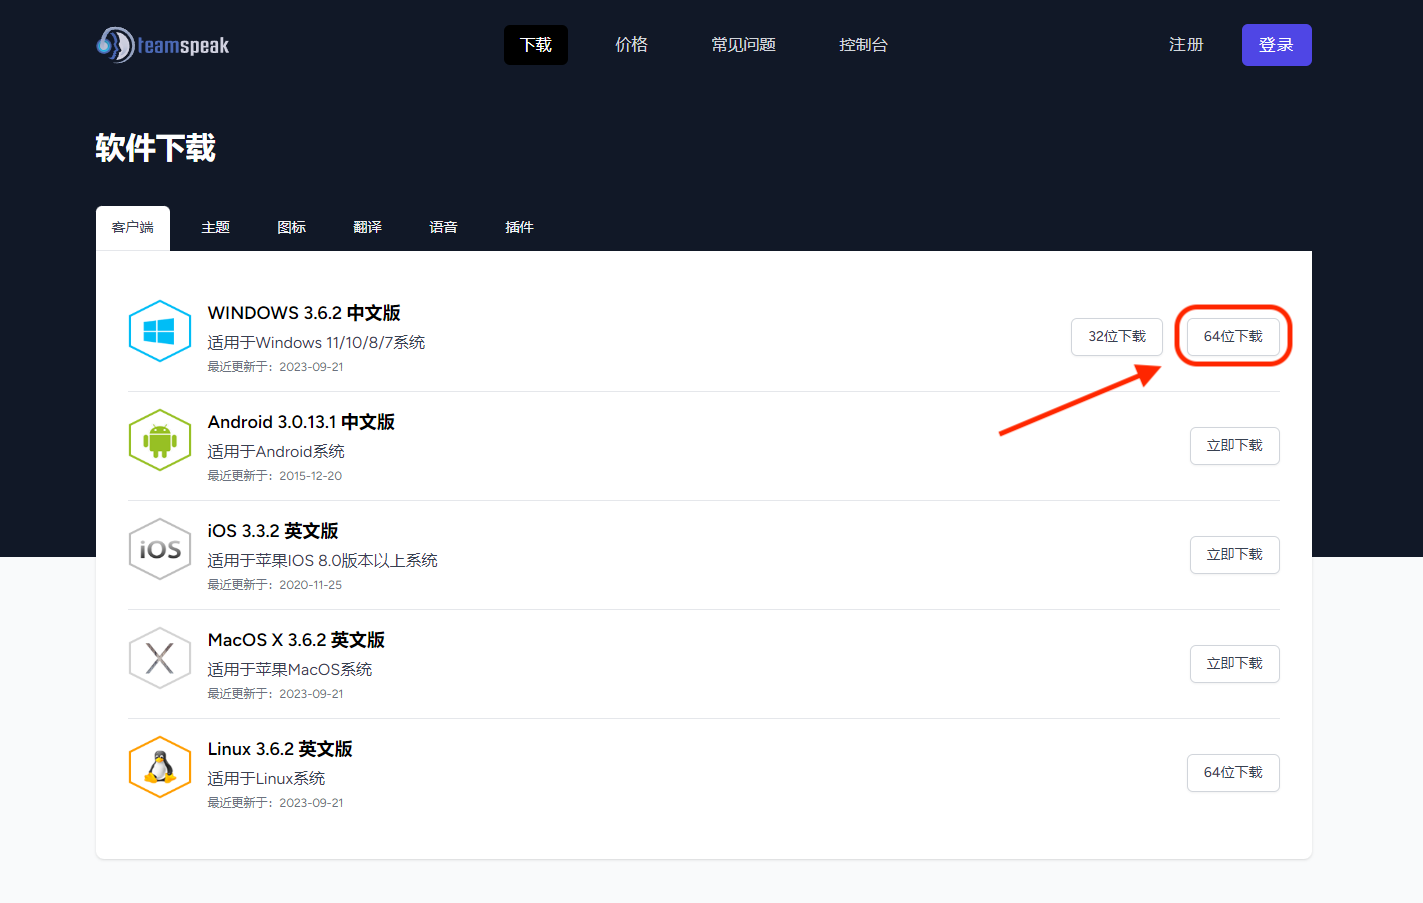 teamspeak
下载 价格 常见问题 控制台 注册 登录
软件下载
客户端 主题 图标 翻译 语音 插件
WINDOWS 3.6.2 中文版
适用于Windows 11/10/8/7系统
最近更新于：2023-09-21
32位下载 64位下载
Android 3.0.13.1 中文版
适用于Android系统
最近更新于：2015-12-20
立即下载
iOS
iOS 3.3.2 英文版
适用于苹果IOS 8.0版本以上系统
最近更新于：2020-11-25
立即下载
X
MacOS X 3.6.2 英文版
适用于苹果MacOS系统
最近更新于：2023-09-21
立即下载
Linux 3.6.2 英文版
适用于Linux系统
最近更新于：2023-09-21
64位下载